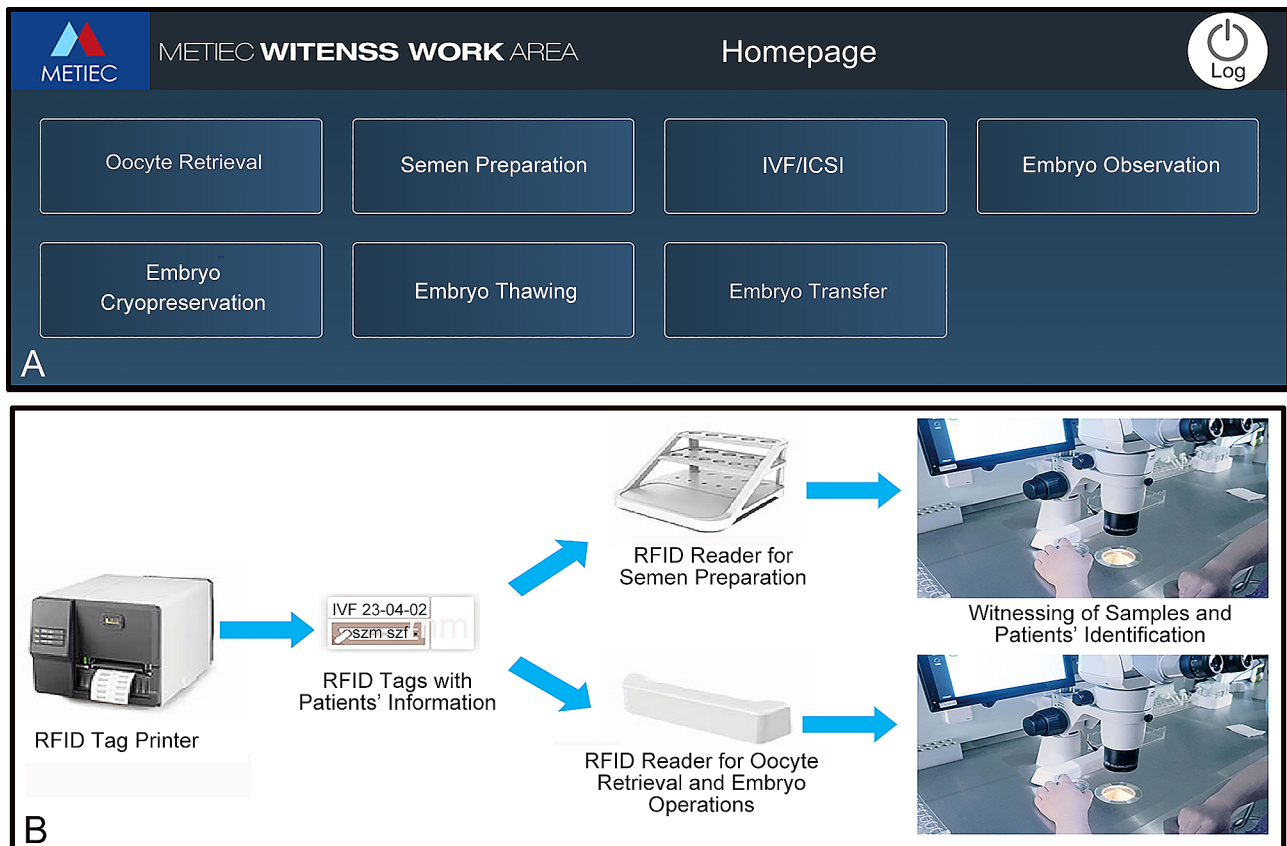 METIEC
METIEC WITENSS WORK AREA
Homepage
Log
Oocyte Retrieval
Semen Preparation
IVF/ICSI
Embryo Observation
Embryo
Cryopreservation
Embryo Thawing
Embryo Transfer
A
RFID Tag Printer
IVF 23-04-02
szm szf
RFID Tags with
Patients' Information
RFID Reader for
Semen Preparation
RFID Reader for Oocyte
Retrieval and Embryo
Operations
Witnessing of Samples and
Patients' Identification
B